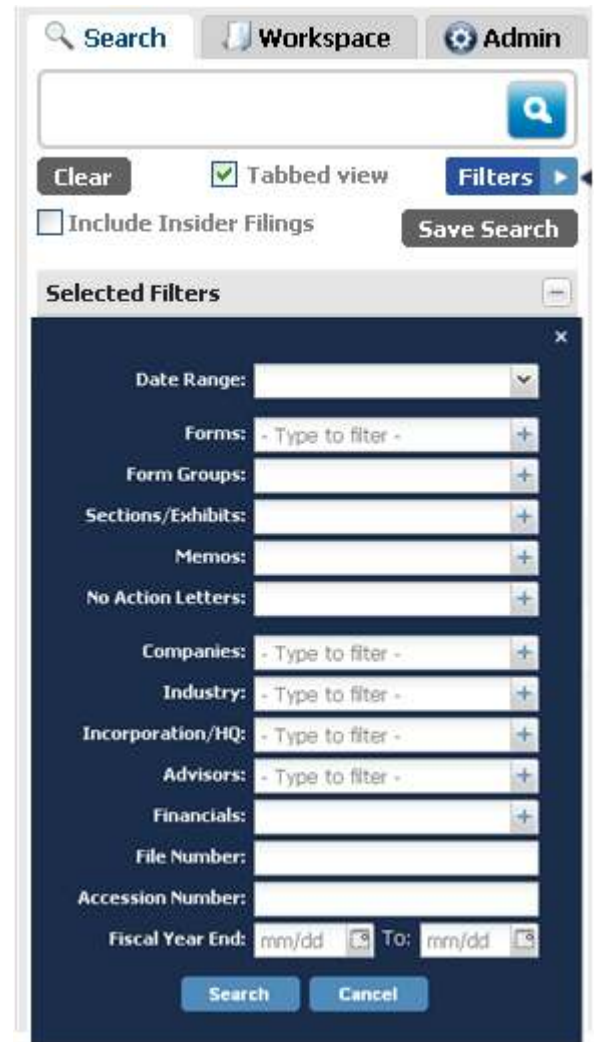 Search Workspace Admin
Clear Tabbed view Filters
Include Insider Filings Save Search
Selected Filters
Date Range:
Forms: - Type to filter -
Form Groups:
Sections/Exhibits:
Memos:
No Action Letters:
Companies: - Type to filter -
Industry: - Type to filter -
Incorporation/HQ: - Type to filter -
Advisors: - Type to filter -
Financials:
File Number:
Accession Number:
Fiscal Year End: mm/dd To: mm/dd
Search Cancel